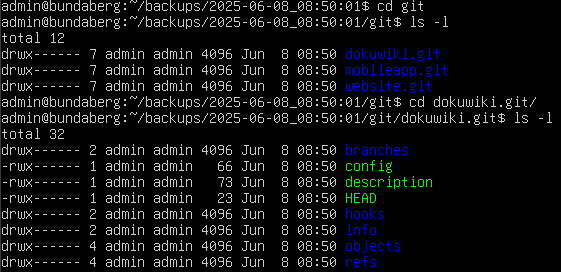 admin@bundaberg:~/backups/2025-06-08_08:50:01$ cd git
admin@bundaberg:~/backups/2025-06-08_08:50:01/git$ ls -l
total 12
drwx------ 7 admin admin 4096 Jun  8 08:50 dokuwiki.git
drwx------ 7 admin admin 4096 Jun  8 08:50 mobileapp.git
drwx------ 7 admin admin 4096 Jun  8 08:50 website.git
admin@bundaberg:~/backups/2025-06-08_08:50:01/git$ cd dokuwiki.git/
admin@bundaberg:~/backups/2025-06-08_08:50:01/git/dokuwiki.git$ ls -l
total 32
drwx------ 2 admin admin 4096 Jun  8 08:50 branches
-rwx------ 1 admin admin   66 Jun  8 08:50 config
-rwx------ 1 admin admin   73 Jun  8 08:50 description
-rwx------ 1 admin admin   23 Jun  8 08:50 HEAD
drwx------ 2 admin admin 4096 Jun  8 08:50 hooks
drwx------ 2 admin admin 4096 Jun  8 08:50 info
drwx------ 4 admin admin 4096 Jun  8 08:50 objects
drwx------ 4 admin admin 4096 Jun  8 08:50 refs